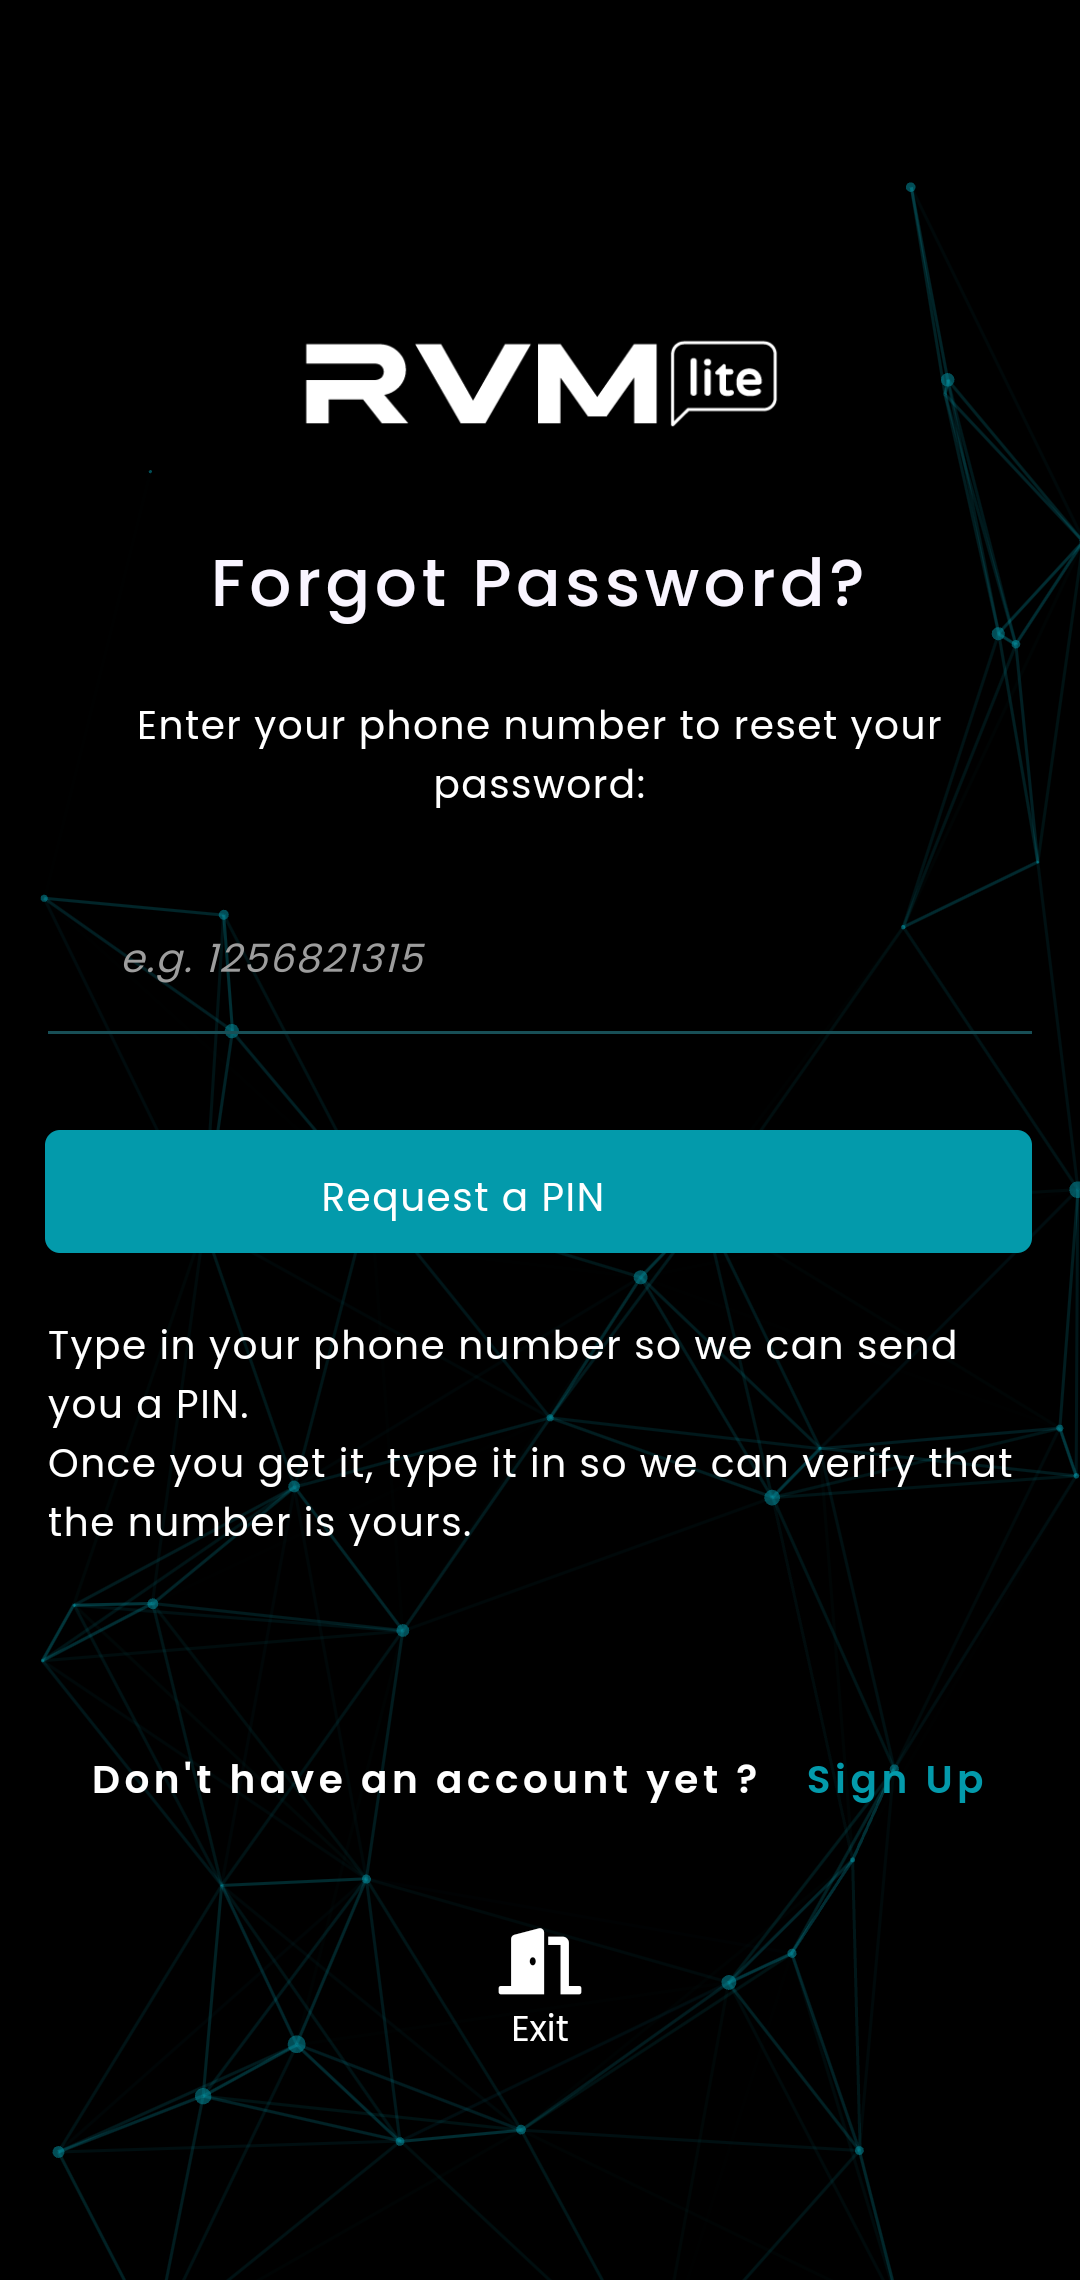 RVM lite
Forgot Password?
Enter your phone number to reset your
password:
e.g. 1256821315
Request a PIN
Type in your phone number so we can send
you a PIN.
Once you get it, type it in so we can verify that
the number is yours.
Don't have an account yet ? Sign Up
Exit